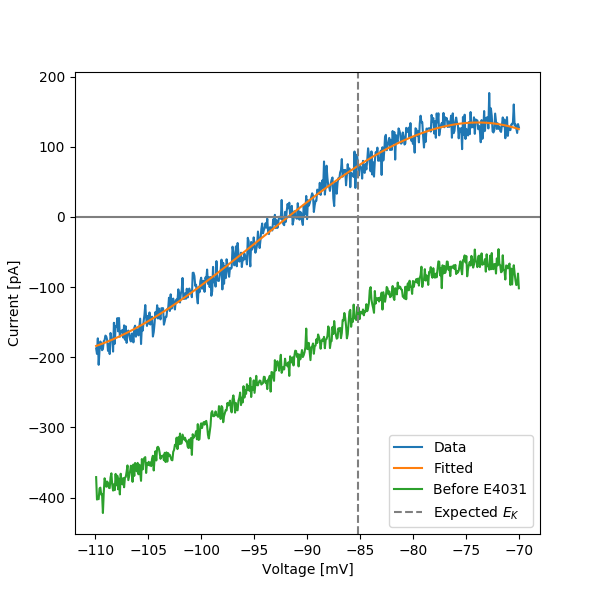 200
100
0
−100
−200
−300
−400
Current [pA]
−110 −105 −100 −95 −90 −85 −80 −75 −70
Voltage [mV]
Data
Fitted
Before E4031
Expected E_K